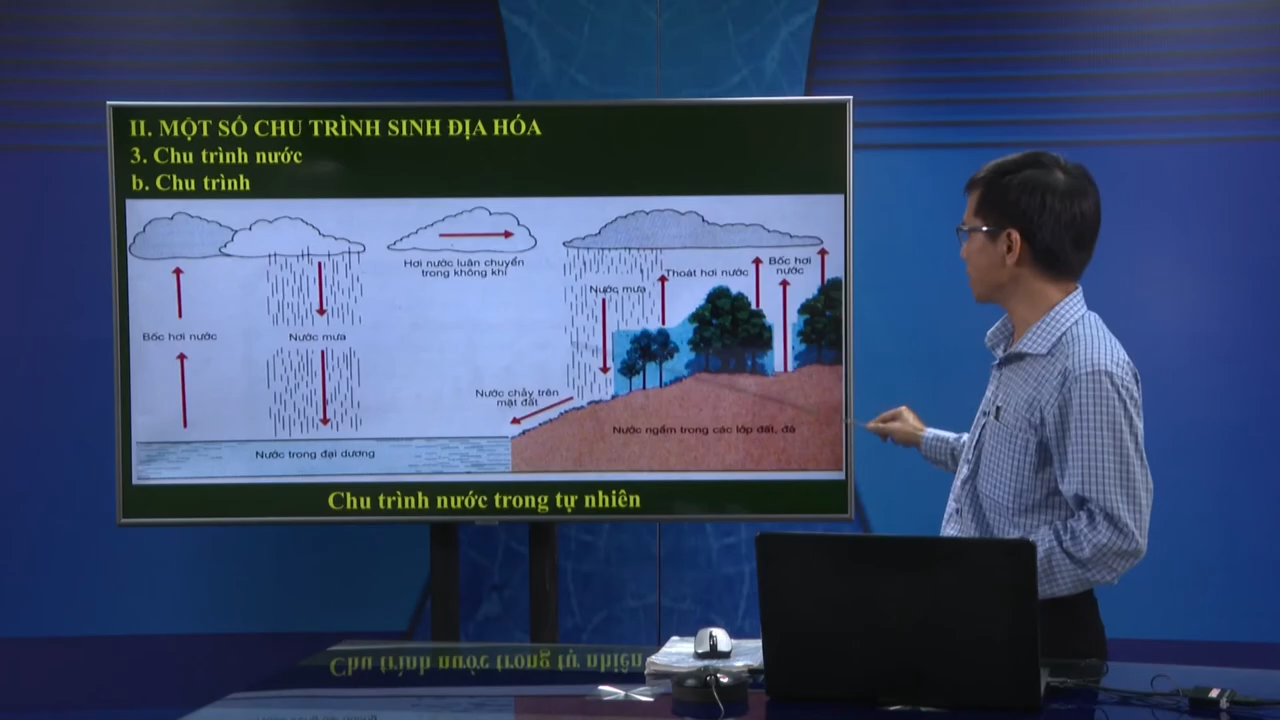 II. MỘT SỐ CHU TRÌNH SINH ĐỊA HÓA
3. Chu trình nước
b. Chu trình
Hơi nước luân chuyển
trong không khí
Thoát hơi nước
Bốc hơi
nước
Nước mưa
Bốc hơi nước
Nước mưa
Nước chảy trên
mặt đất
Nước ngầm trong các lớp đất, đá
Nước trong đại dương
Chu trình nước trong tự nhiên
Chu trình nước trong tự nhiên